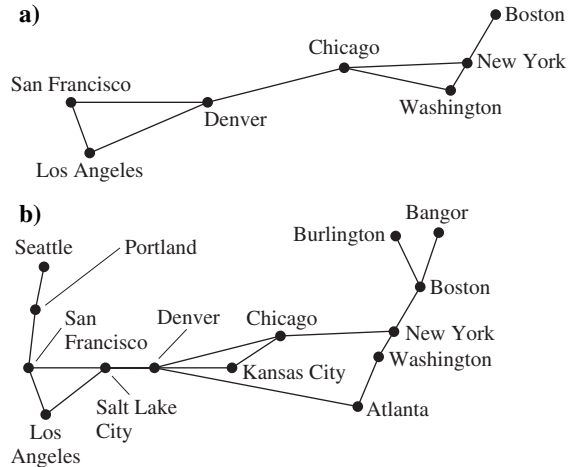 a)
Boston
Chicago
New York
San Francisco
Washington
Denver
Los Angeles
b)
Bangor
Seattle
Portland
Burlington
Boston
San
Francisco
Denver
Chicago
New York
Washington
Kansas City
Salt Lake
City
Atlanta
Los
Angeles